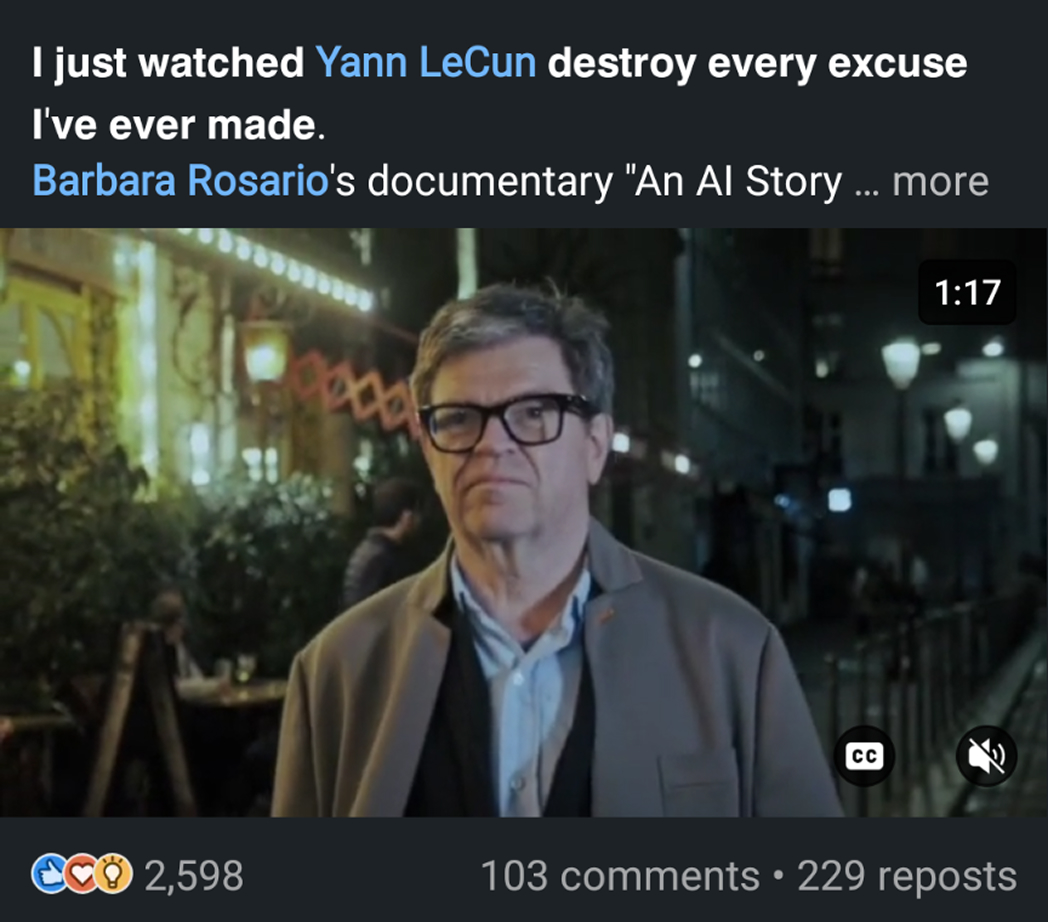 I just watched Yann LeCun destroy every excuse
I've ever made.
Barbara Rosario's documentary "An AI Story ... more
1:17
CC
2,598
103 comments • 229 reposts